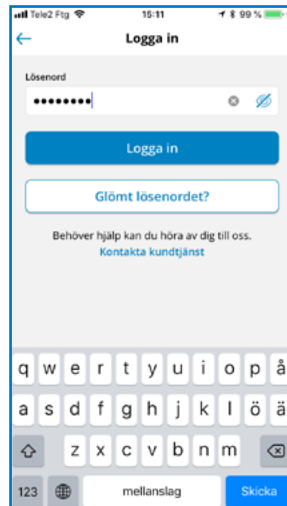 Tele2 Ftg 15:11 99 %
Logga in
Lösenord
••••••••
Logga in
Glömt lösenordet?
Behöver hjälp kan du höra av dig till oss.
Kontakta kundtjänst
q w e r t y u i o p å
a s d f g h j k l ö ä
z x c v b n m
123 mellanslag Skicka